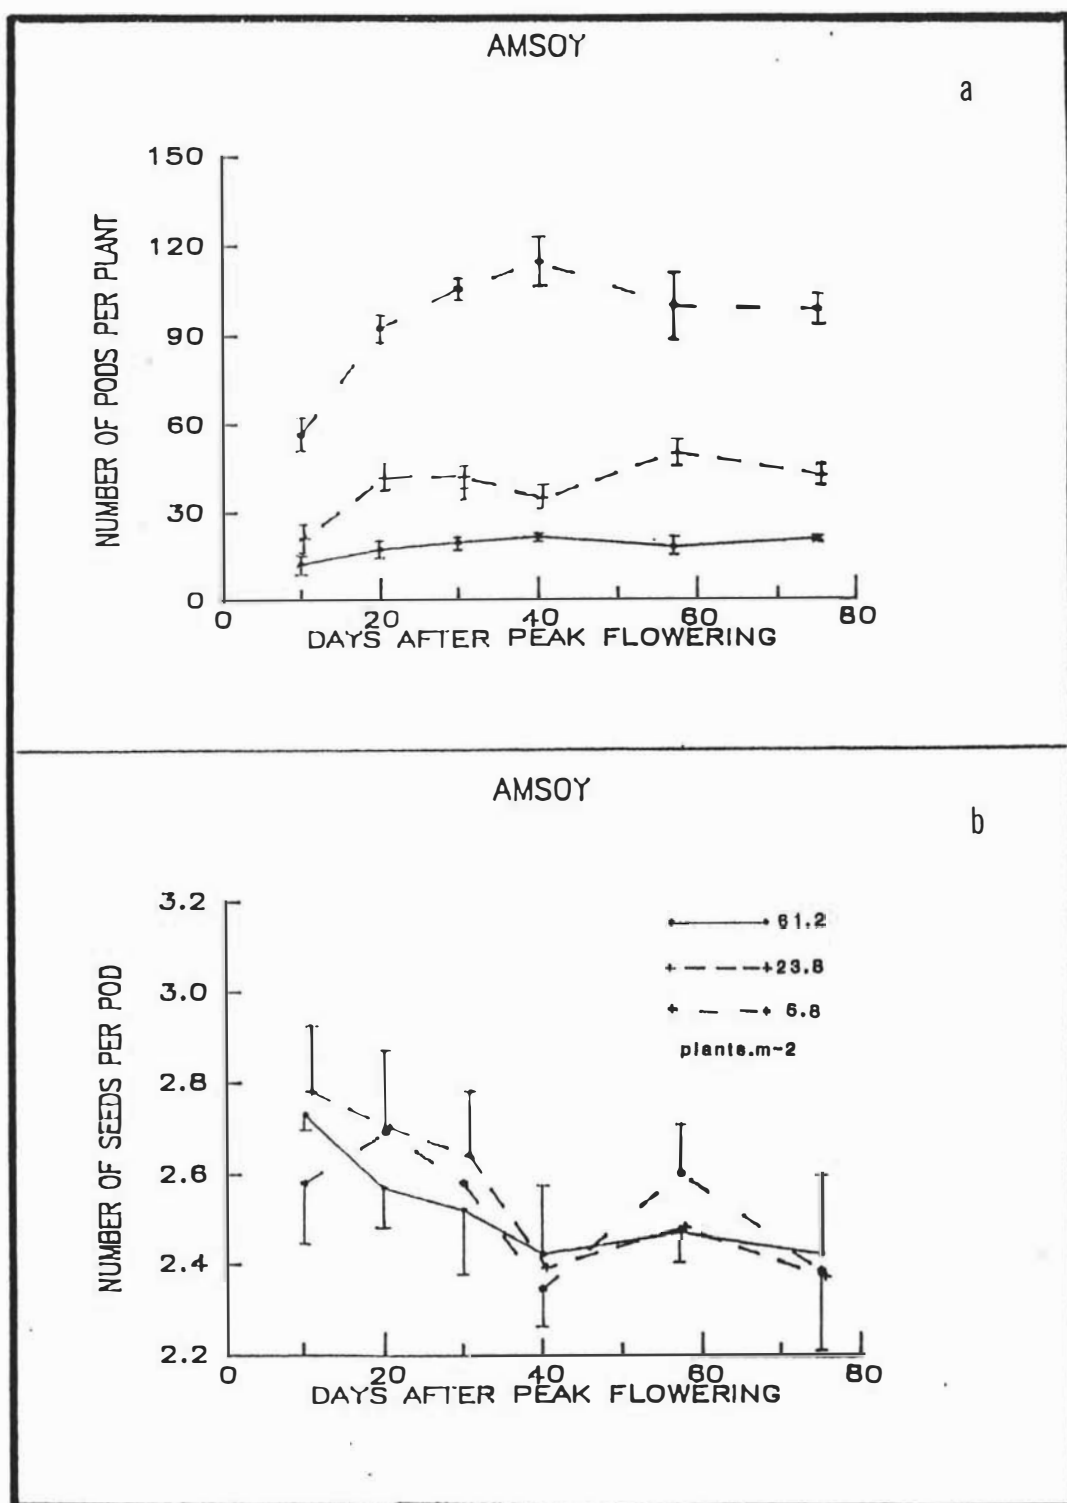 AMSOY
a
150
120
90
60
30
0
NUMBER OF PODS PER PLANT
0 20 40 60 80
DAYS AFTER PEAK FLOWERING
AMSOY
b
3.2
3.0
2.8
2.6
2.4
2.2
NUMBER OF SEEDS PER POD
61.2
23.8
6.8
plants.m-2
0 20 40 60 80
DAYS AFTER PEAK FLOWERING